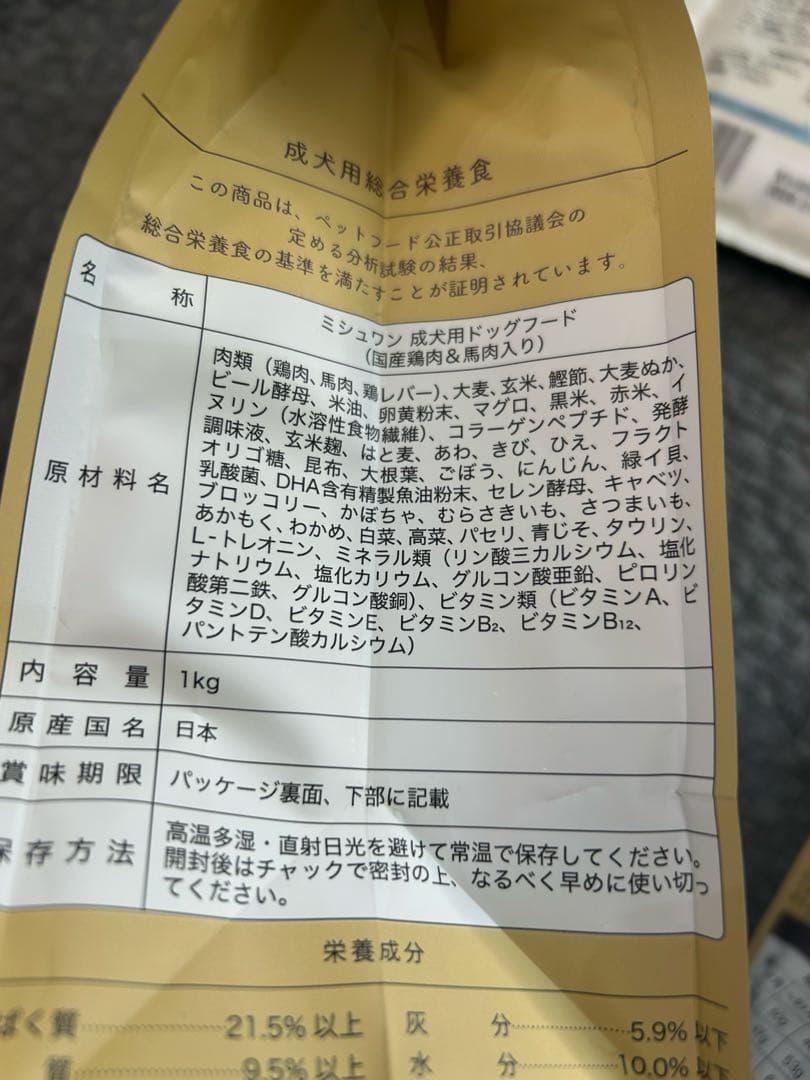 成犬用総合栄養食
この商品は、ペットフード公正取引協議会の
定める分析試験の結果、
総合栄養食の基準を満たすことが証明されています。
名称
ミシュワン 成犬用ドッグフード
(国産鶏肉&馬肉入り)
原材料名
肉類(鶏肉、馬肉、鶏レバー)、大麦、玄米、鰹節、大麦ぬか、
ビール酵母、米油、卵黄粉末、マグロ、黒米、赤米、イ
ヌリン(水溶性食物繊維)、コラーゲンペプチド、発酵
調味液、玄米麹、はと麦、あわ、きび、ひえ、フラクト
オリゴ糖、昆布、大根葉、ごぼう、にんじん、緑イ貝、
乳酸菌、DHA含有精製魚油粉末、セレン酵母、キャベツ、
ブロッコリー、かぼちゃ、むらさきいも、さつまいも、
あかもく、わかめ、白菜、高菜、パセリ、青じそ、タウリン、
L-トレオニン、ミネラル類(リン酸三カルシウム、塩化
ナトリウム、塩化カリウム、グルコン酸亜鉛、ピロリン
酸第二鉄、グルコン酸銅)、ビタミン類(ビタミンA、ビ
タミンD、ビタミンE、ビタミンB2、ビタミンB12、
パントテン酸カルシウム)
内容量 1kg
原産国名 日本
賞味期限 パッケージ裏面、下部に記載
保存方法
高温多湿・直射日光を避けて常温で保存してください。
開封後はチャックで密封の上、なるべく早めに使い切っ
てください。
栄養成分
ぱく質 21.5%以上 灰分 5.9%以下
質 9.5%以上 水分 10.0%以下